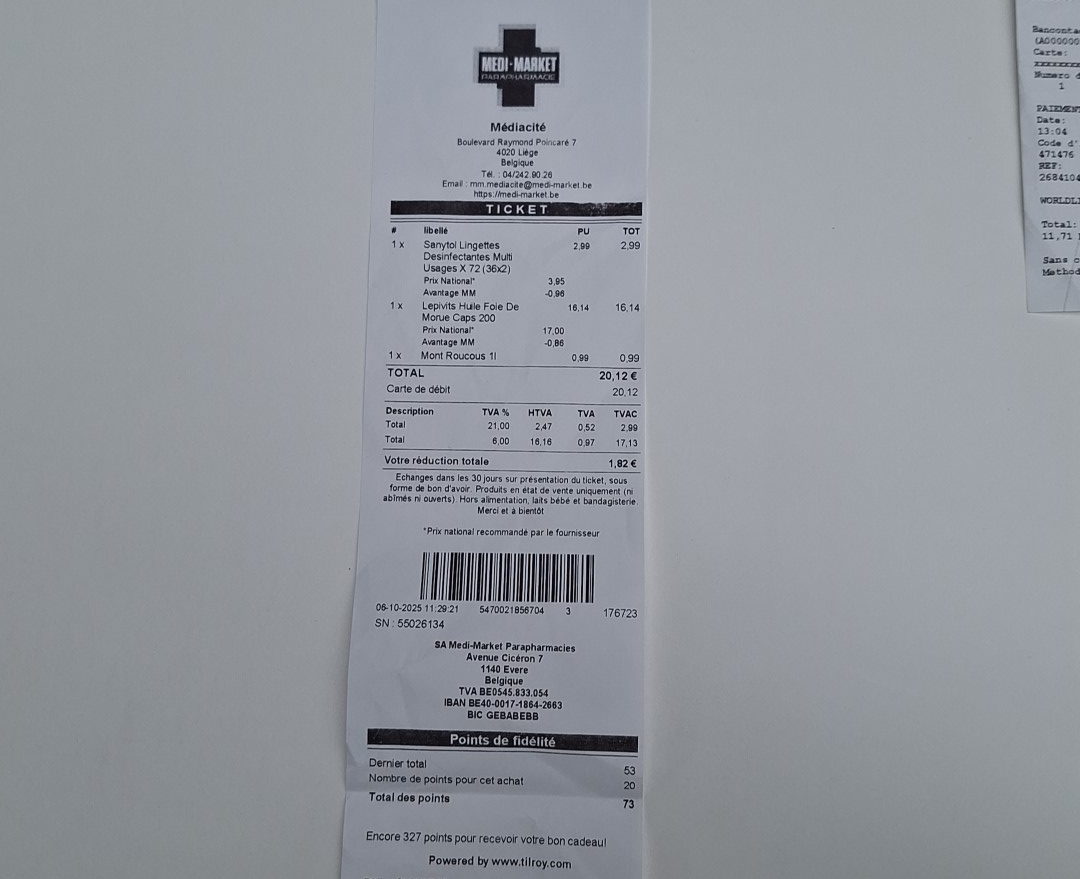 MEDI-MARKET
PARAPHARMACIE
Médiacité
Boulevard Raymond Poincaré 7
4020 Liège
Belgique
Tél. : 04/242.90.26
Email : mm.mediacite@medi-market.be
https://medi-market.be
TICKET
# libellé PU TOT
1 x Sanytol Lingettes 2,99 2,99
Desinfectantes Multi
Usages X 72 (36x2)
Prix National* 3,95
Avantage MM -0,96
1 x Lepivits Huile Foie De 16,14 16,14
Morue Caps 200
Prix National* 17,00
Avantage MM -0,86
1 x Mont Roucous 1l 0,99 0,99
TOTAL 20,12 €
Carte de débit 20,12
Description TVA % HTVA TVA TVAC
Total 21,00 2,47 0,52 2,99
Total 6,00 16,16 0,97 17,13
Votre réduction totale 1,82 €
Echanges dans les 30 jours sur présentation du ticket, sous
forme de bon d'avoir. Produits en état de vente uniquement (ni
abîmés ni ouverts). Hors alimentation, laits bébé et bandagisterie.
Merci et à bientôt
*Prix national recommandé par le fournisseur
06-10-2025 11:29:21 5470021856704 3 176723
SN : 55026134
SA Medi-Market Parapharmacies
Avenue Cicéron 7
1140 Evere
Belgique
TVA BE0545.833.054
IBAN BE40-0017-1864-2663
BIC GEBABEBB
Points de fidélité
Dernier total 53
Nombre de points pour cet achat 20
Total des points 73
Encore 327 points pour recevoir votre bon cadeau!
Powered by www.tilroy.com
Banconta
(A000000
Carte:
xxxxxxxx
Numero d
1
PAIEMENT
Date:
13:04
Code d'
471476
REF:
2684104
WORLDLI
Total:
11,71
Sans c
Method